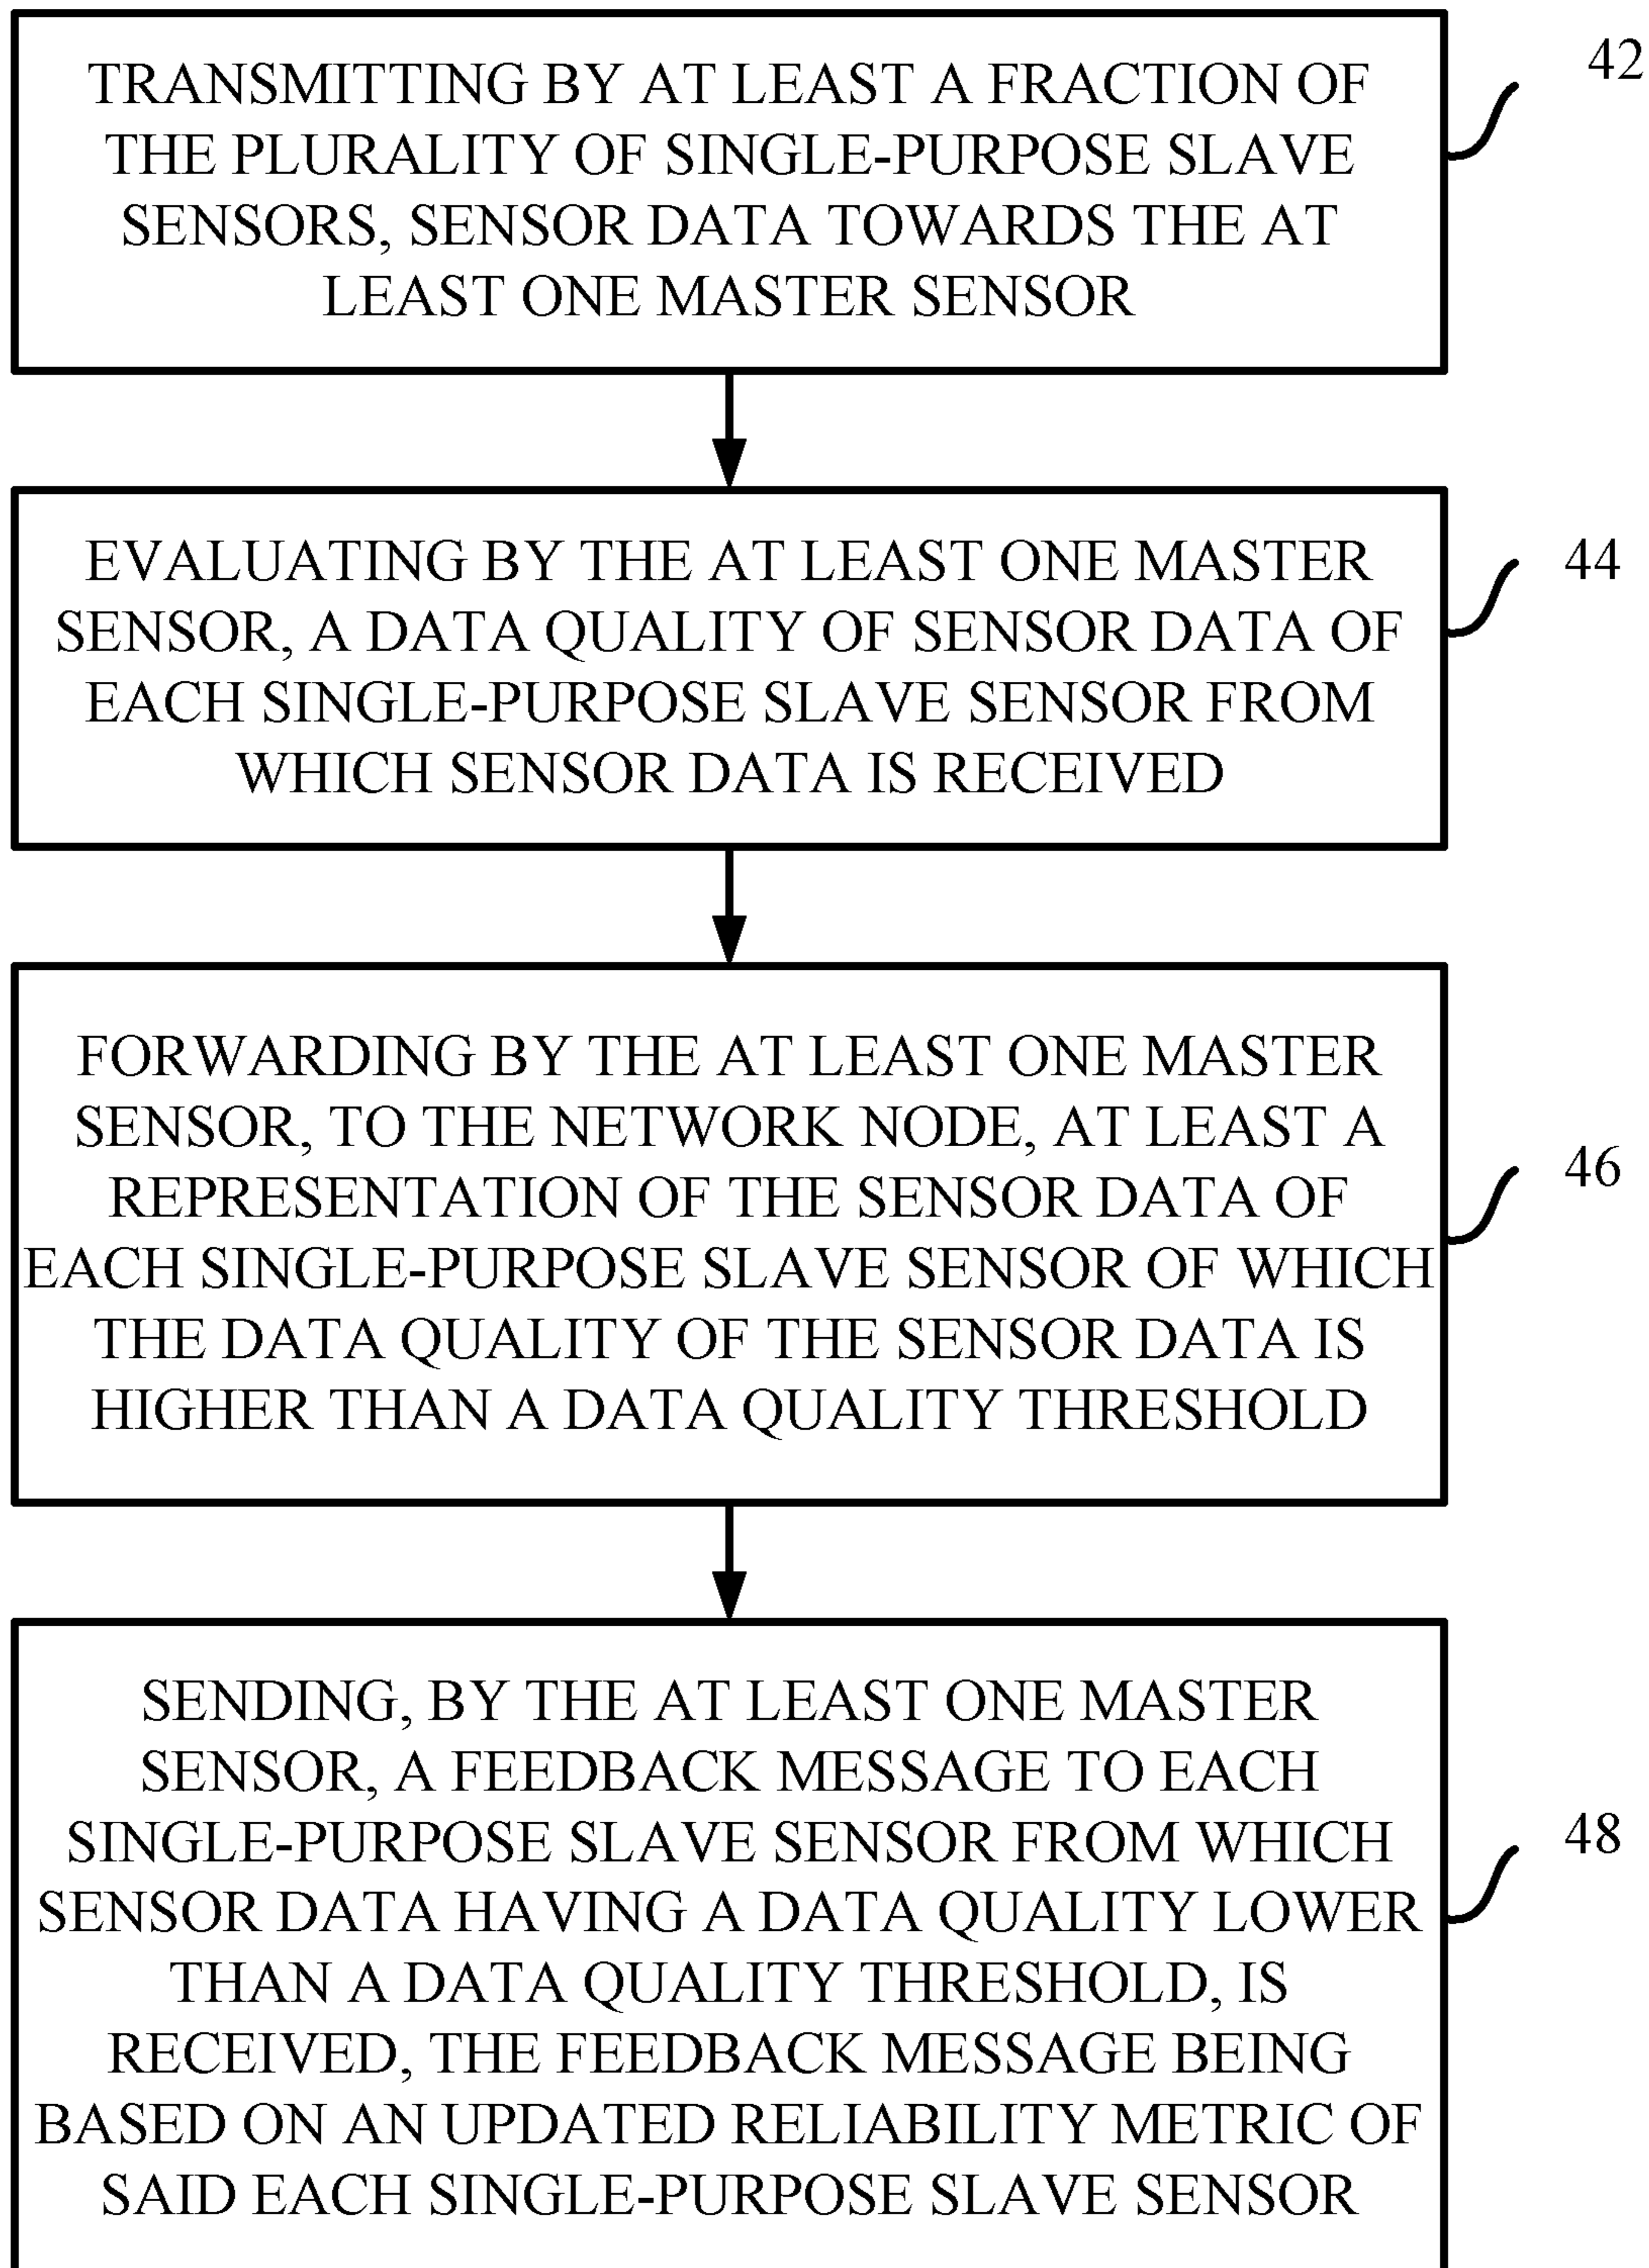 TRANSMITTING BY AT LEAST A FRACTION OF
THE PLURALITY OF SINGLE-PURPOSE SLAVE
SENSORS, SENSOR DATA TOWARDS THE AT
LEAST ONE MASTER SENSOR
42
EVALUATING BY THE AT LEAST ONE MASTER
SENSOR, A DATA QUALITY OF SENSOR DATA OF
EACH SINGLE-PURPOSE SLAVE SENSOR FROM
WHICH SENSOR DATA IS RECEIVED
44
FORWARDING BY THE AT LEAST ONE MASTER
SENSOR, TO THE NETWORK NODE, AT LEAST A
REPRESENTATION OF THE SENSOR DATA OF
EACH SINGLE-PURPOSE SLAVE SENSOR OF WHICH
THE DATA QUALITY OF THE SENSOR DATA IS
HIGHER THAN A DATA QUALITY THRESHOLD
46
SENDING, BY THE AT LEAST ONE MASTER
SENSOR, A FEEDBACK MESSAGE TO EACH
SINGLE-PURPOSE SLAVE SENSOR FROM WHICH
SENSOR DATA HAVING A DATA QUALITY LOWER
THAN A DATA QUALITY THRESHOLD, IS
RECEIVED, THE FEEDBACK MESSAGE BEING
BASED ON AN UPDATED RELIABILITY METRIC OF
SAID EACH SINGLE-PURPOSE SLAVE SENSOR
48